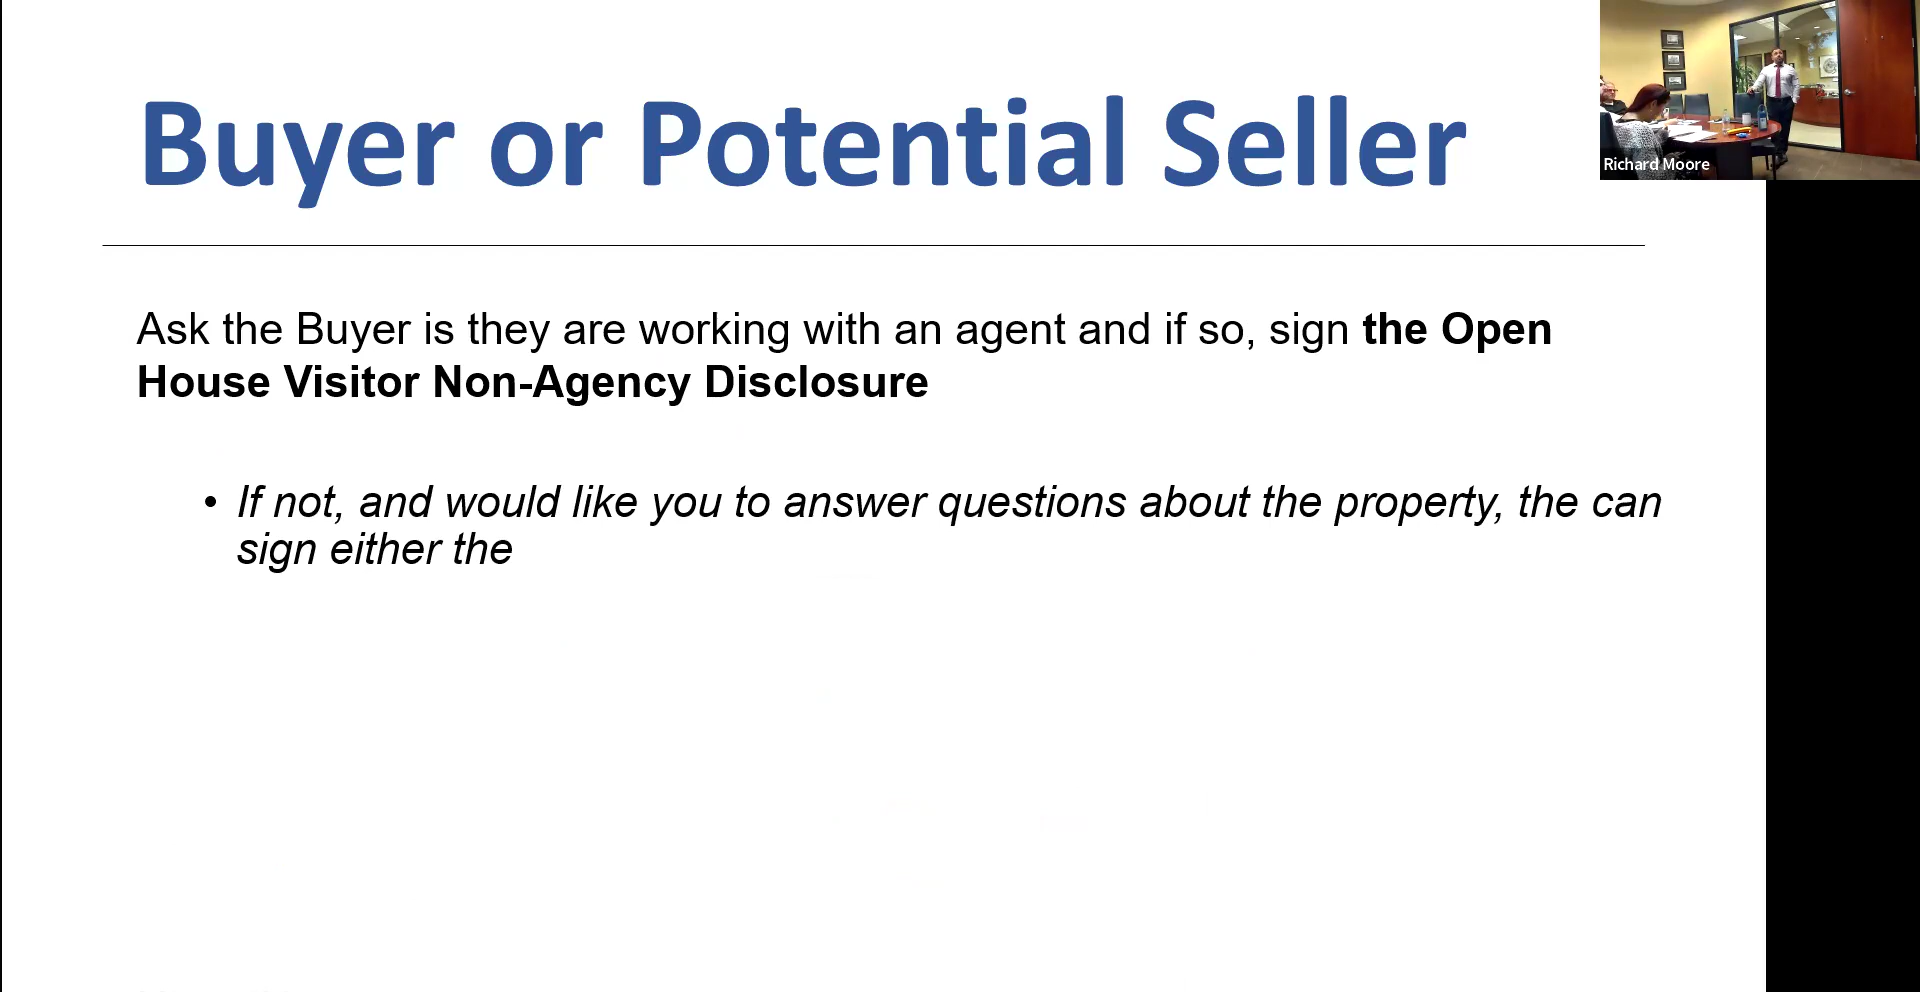 Buyer or Potential Seller
Richard Moore
Ask the Buyer is they are working with an agent and if so, sign the Open
House Visitor Non-Agency Disclosure
• If not, and would like you to answer questions about the property, the can
sign either the